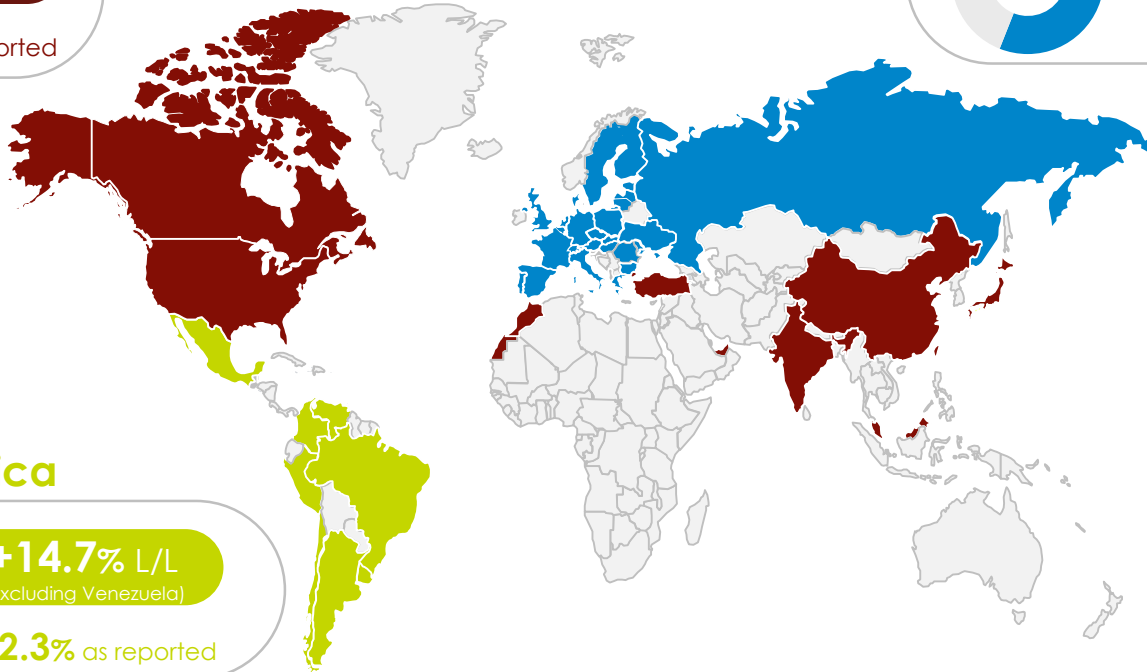 orted
ica
+14.7% L/L
xcluding Venezuela)
2.3% as reported